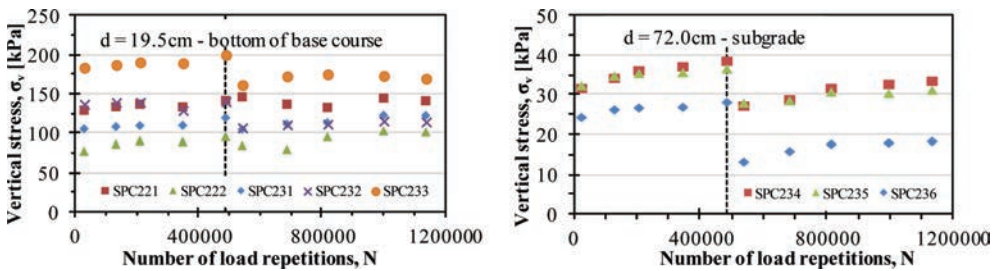 Vertical stress, σv [kPa]
250
200
150
100
50
0
d = 19.5cm - bottom of base course
SPC221 SPC222 SPC231 SPC232 SPC233
0 400000 800000 1200000
Number of load repetitions, N
Vertical stress, σv [kPa]
50
40
30
20
10
0
d = 72.0cm - subgrade
SPC234 SPC235 SPC236
0 400000 800000 1200000
Number of load repetitions, N